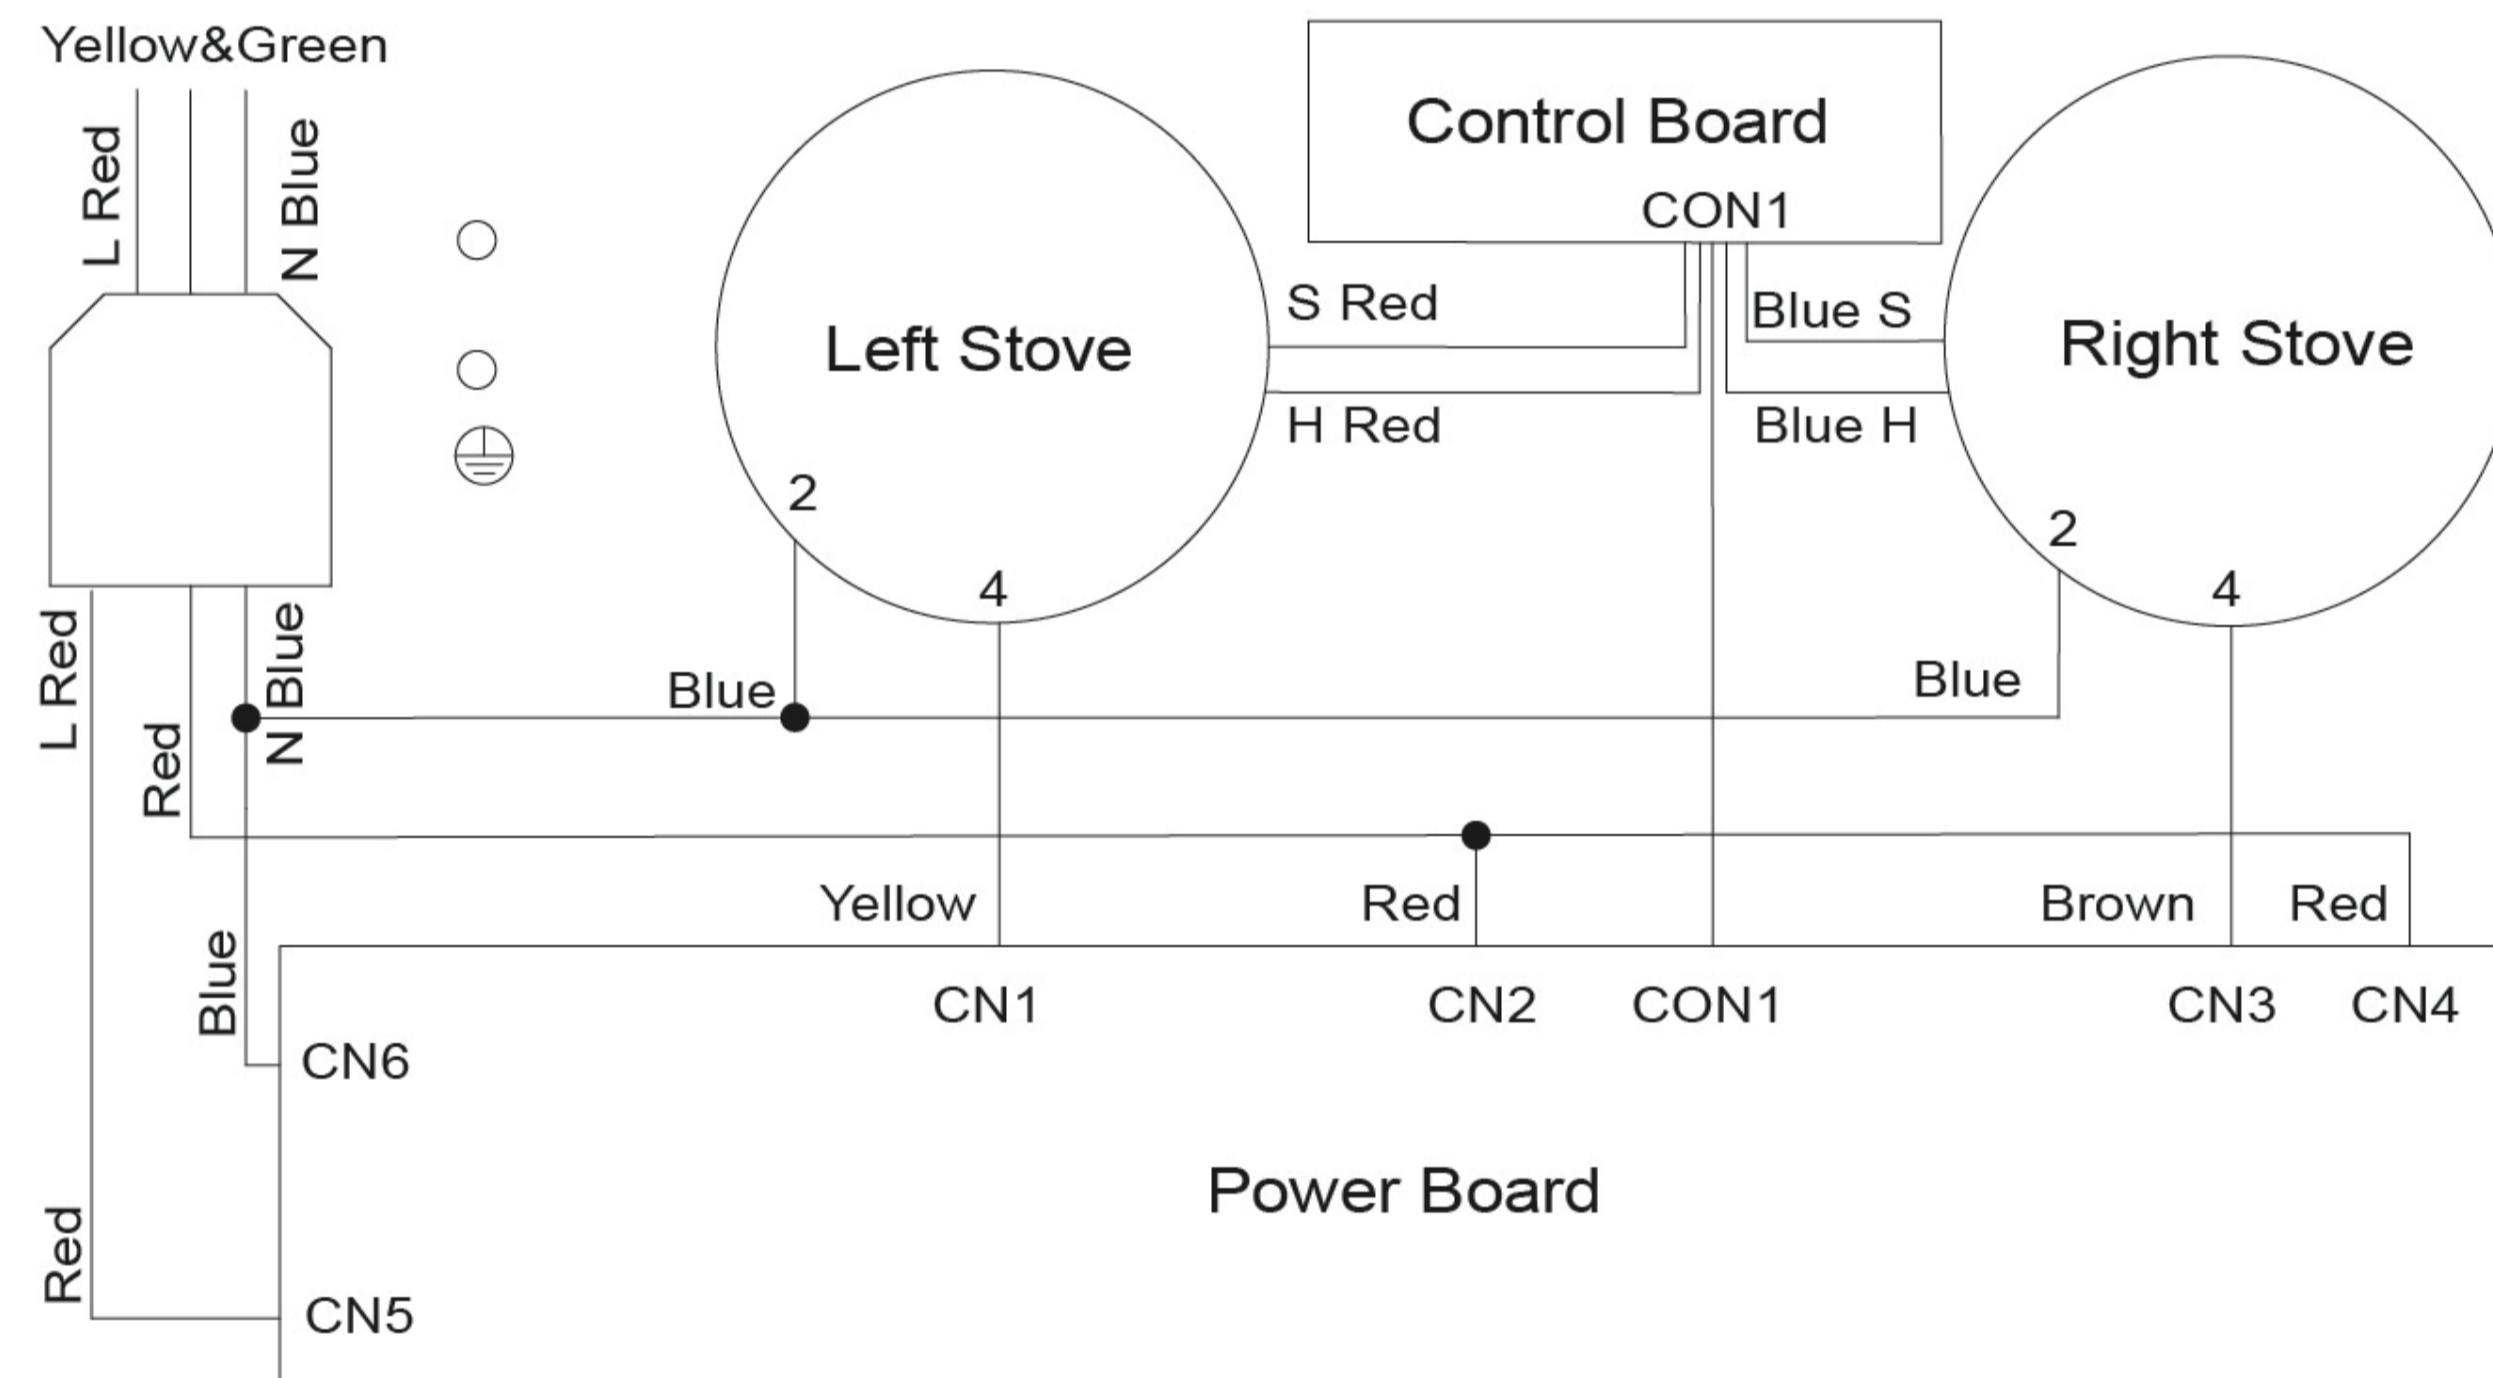 Yellow&Green
L Red
N Blue
Control Board
CON1
Left Stove
S Red
H Red
Blue S
Blue H
Right Stove
2
4
2
4
L Red
N Blue
Red
Blue
Blue
Yellow
Red
Brown
Red
Blue
CN1
CN2
CON1
CN3
CN4
CN6
Power Board
Red
CN5